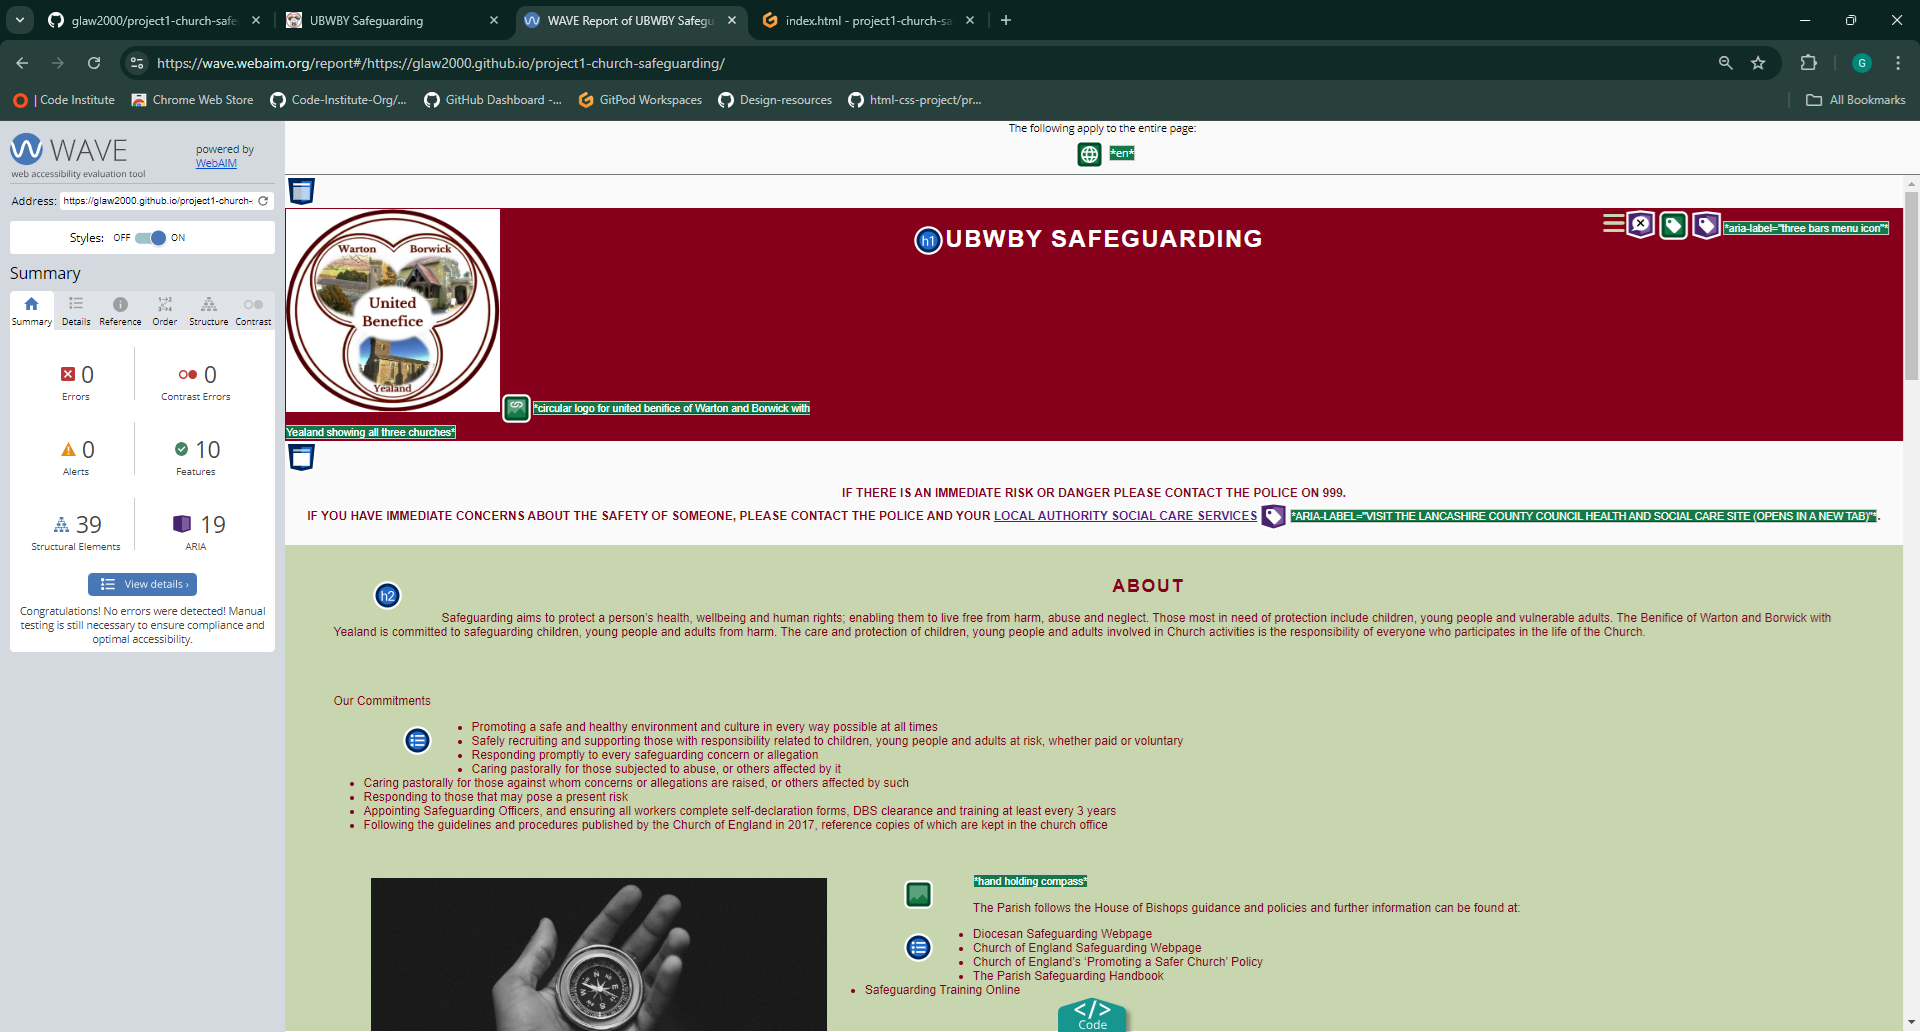 glaw2000/project1-church-safe
UBWBY Safeguarding
WAVE Report of UBWBY Safegu
index.html - project1-church-sa
https://wave.webaim.org/report#/https://glaw2000.github.io/project1-church-safeguarding/
G
| Code Institute
Chrome Web Store
Code-Institute-Org/...
GitHub Dashboard -...
GitPod Workspaces
Design-resources
html-css-project/pr...
All Bookmarks
WAVE
web accessibility evaluation tool
powered by
WebAIM
Address: https://glaw2000.github.io/project1-church-
Styles: OFF ON
Summary
Summary Details Reference Order Structure Contrast
0
Errors
0
Contrast Errors
0
Alerts
10
Features
39
Structural Elements
19
ARIA
View details ›
Congratulations! No errors were detected! Manual
testing is still necessary to ensure compliance and
optimal accessibility.
The following apply to the entire page:
*en*
Warton
Borwick
United
Benefice
Yealand
h1 UBWBY SAFEGUARDING
*aria-label="three bars menu icon"*
*circular logo for united benifice of Warton and Borwick with
Yealand showing all three churches*
IF THERE IS AN IMMEDIATE RISK OR DANGER PLEASE CONTACT THE POLICE ON 999.
IF YOU HAVE IMMEDIATE CONCERNS ABOUT THE SAFETY OF SOMEONE, PLEASE CONTACT THE POLICE AND YOUR LOCAL AUTHORITY SOCIAL CARE SERVICES *ARIA-LABEL="VISIT THE LANCASHIRE COUNTY COUNCIL HEALTH AND SOCIAL CARE SITE (OPENS IN A NEW TAB)"*.
h2
ABOUT
Safeguarding aims to protect a person's health, wellbeing and human rights; enabling them to live free from harm, abuse and neglect. Those most in need of protection include children, young people and vulnerable adults. The Benifice of Warton and Borwick with
Yealand is committed to safeguarding children, young people and adults from harm. The care and protection of children, young people and adults involved in Church activities is the responsibility of everyone who participates in the life of the Church.
Our Commitments
• Promoting a safe and healthy environment and culture in every way possible at all times
• Safely recruiting and supporting those with responsibility related to children, young people and adults at risk, whether paid or voluntary
• Responding promptly to every safeguarding concern or allegation
• Caring pastorally for those subjected to abuse, or others affected by it
• Caring pastorally for those against whom concerns or allegations are raised, or others affected by such
• Responding to those that may pose a present risk
• Appointing Safeguarding Officers, and ensuring all workers complete self-declaration forms, DBS clearance and training at least every 3 years
• Following the guidelines and procedures published by the Church of England in 2017, reference copies of which are kept in the church office
*hand holding compass*
The Parish follows the House of Bishops guidance and policies and further information can be found at:
• Diocesan Safeguarding Webpage
• Church of England Safeguarding Webpage
• Church of England's 'Promoting a Safer Church' Policy
• The Parish Safeguarding Handbook
• Safeguarding Training Online
</>
Code